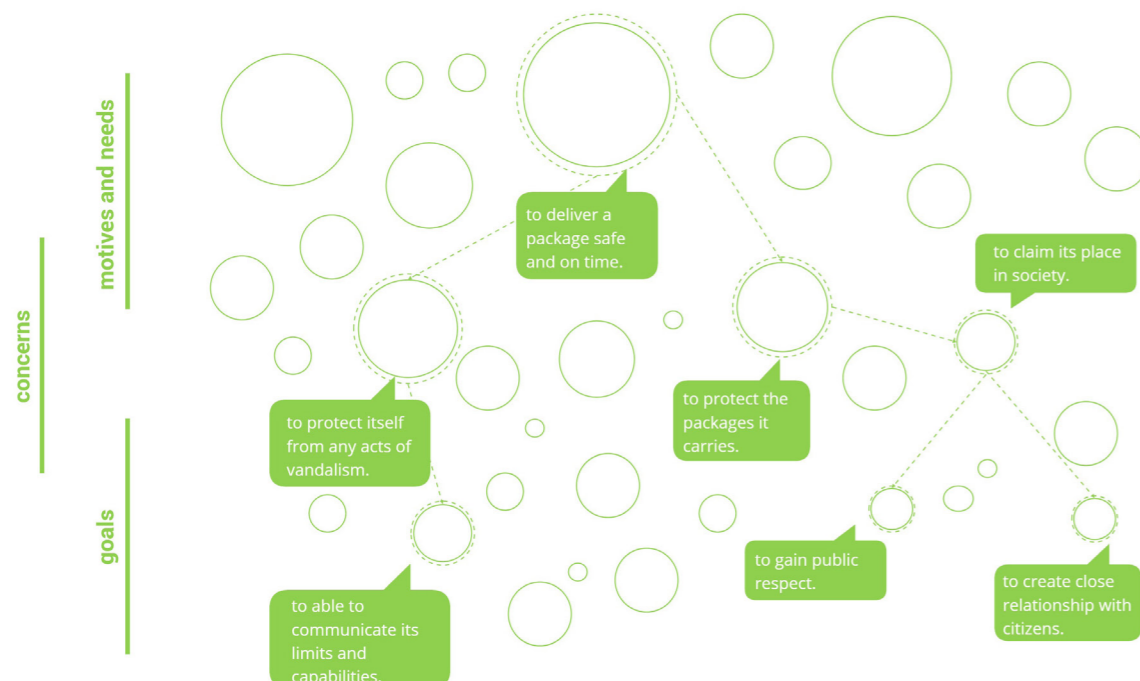 motives and needs
concerns
goals
to deliver a
package safe
and on time.
to claim its place
in society.
to protect itself
from any acts of
vandalism.
to protect the
packages it
carries.
to gain public
respect.
to create close
relationship with
citizens.
to able to
communicate its
limits and
capabilities.